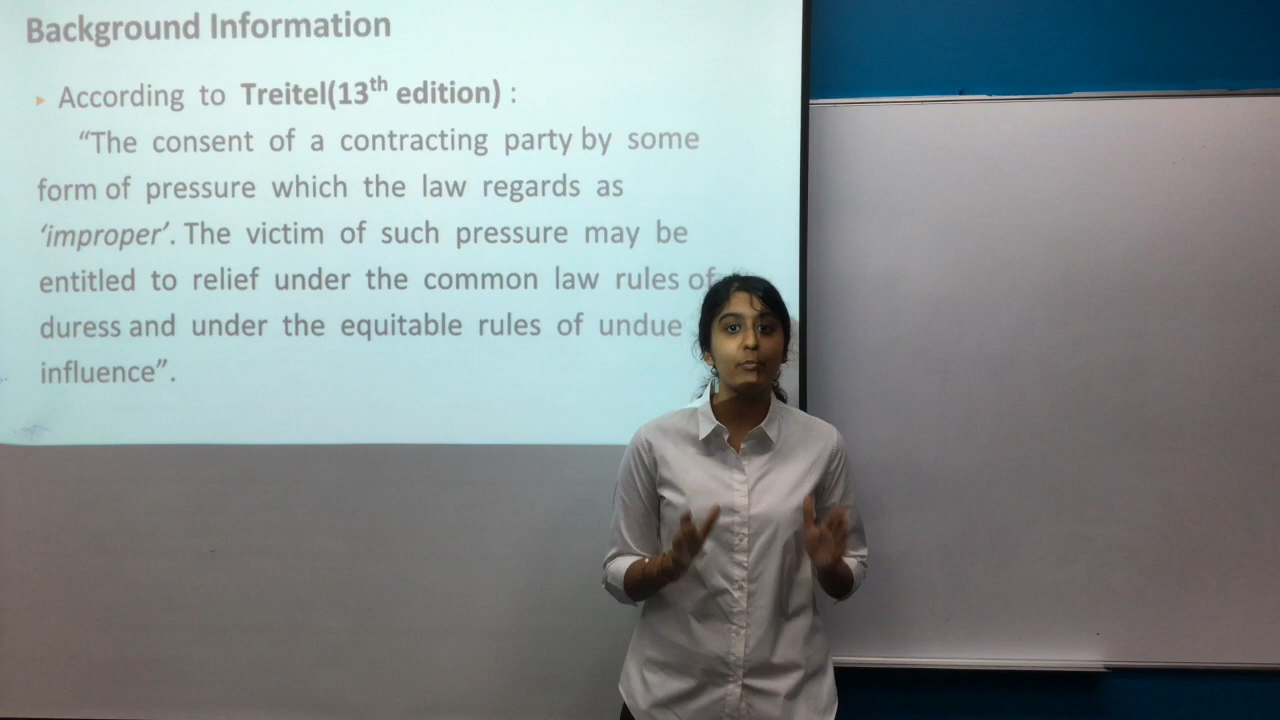 Background Information
According to Treitel(13th edition) :
“The consent of a contracting party by some
form of pressure which the law regards as
‘improper’. The victim of such pressure may be
entitled to relief under the common law rules of
duress and under the equitable rules of undue
influence”.